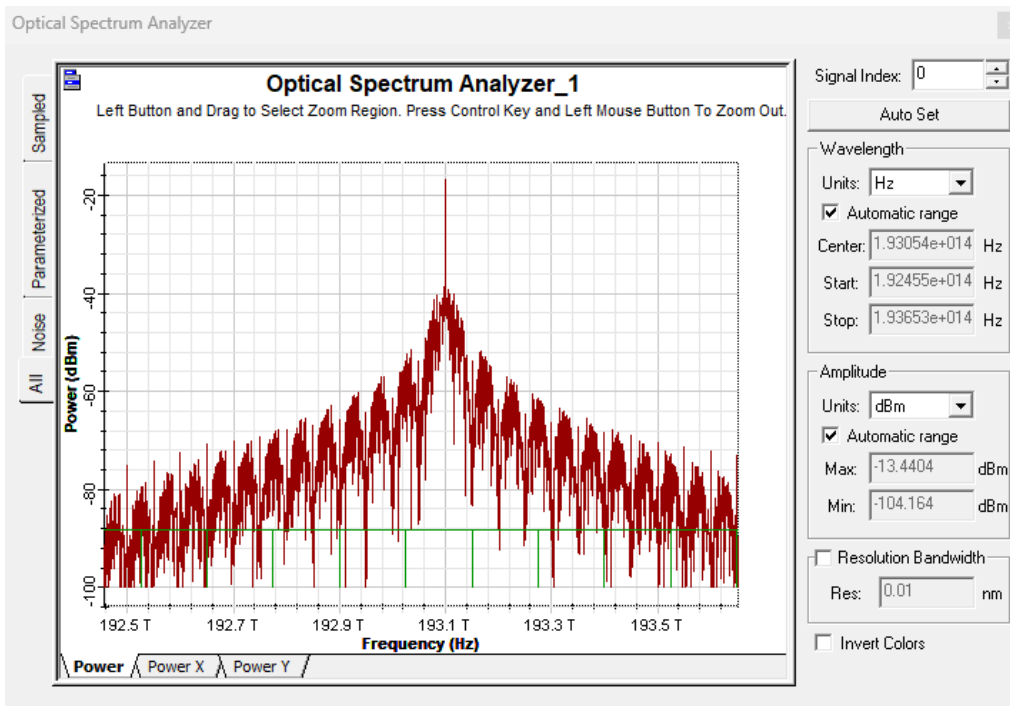 Optical Spectrum Analyzer
Sampled
Parameterized
Noise
All
Optical Spectrum Analyzer_1
Left Button and Drag to Select Zoom Region. Press Control Key and Left Mouse Button To Zoom Out.
Power (dBm)
-20
-40
-60
-80
-100
192.5 T 192.7 T 192.9 T 193.1 T 193.3 T 193.5 T
Frequency (Hz)
Power Power X Power Y
Signal Index: 0
Auto Set
Wavelength
Units: Hz
Automatic range
Center: 1.93054e+014 Hz
Start: 1.92455e+014 Hz
Stop: 1.93653e+014 Hz
Amplitude
Units: dBm
Automatic range
Max: -13.4404 dBm
Min: -104.164 dBm
Resolution Bandwidth
Res: 0.01 nm
Invert Colors